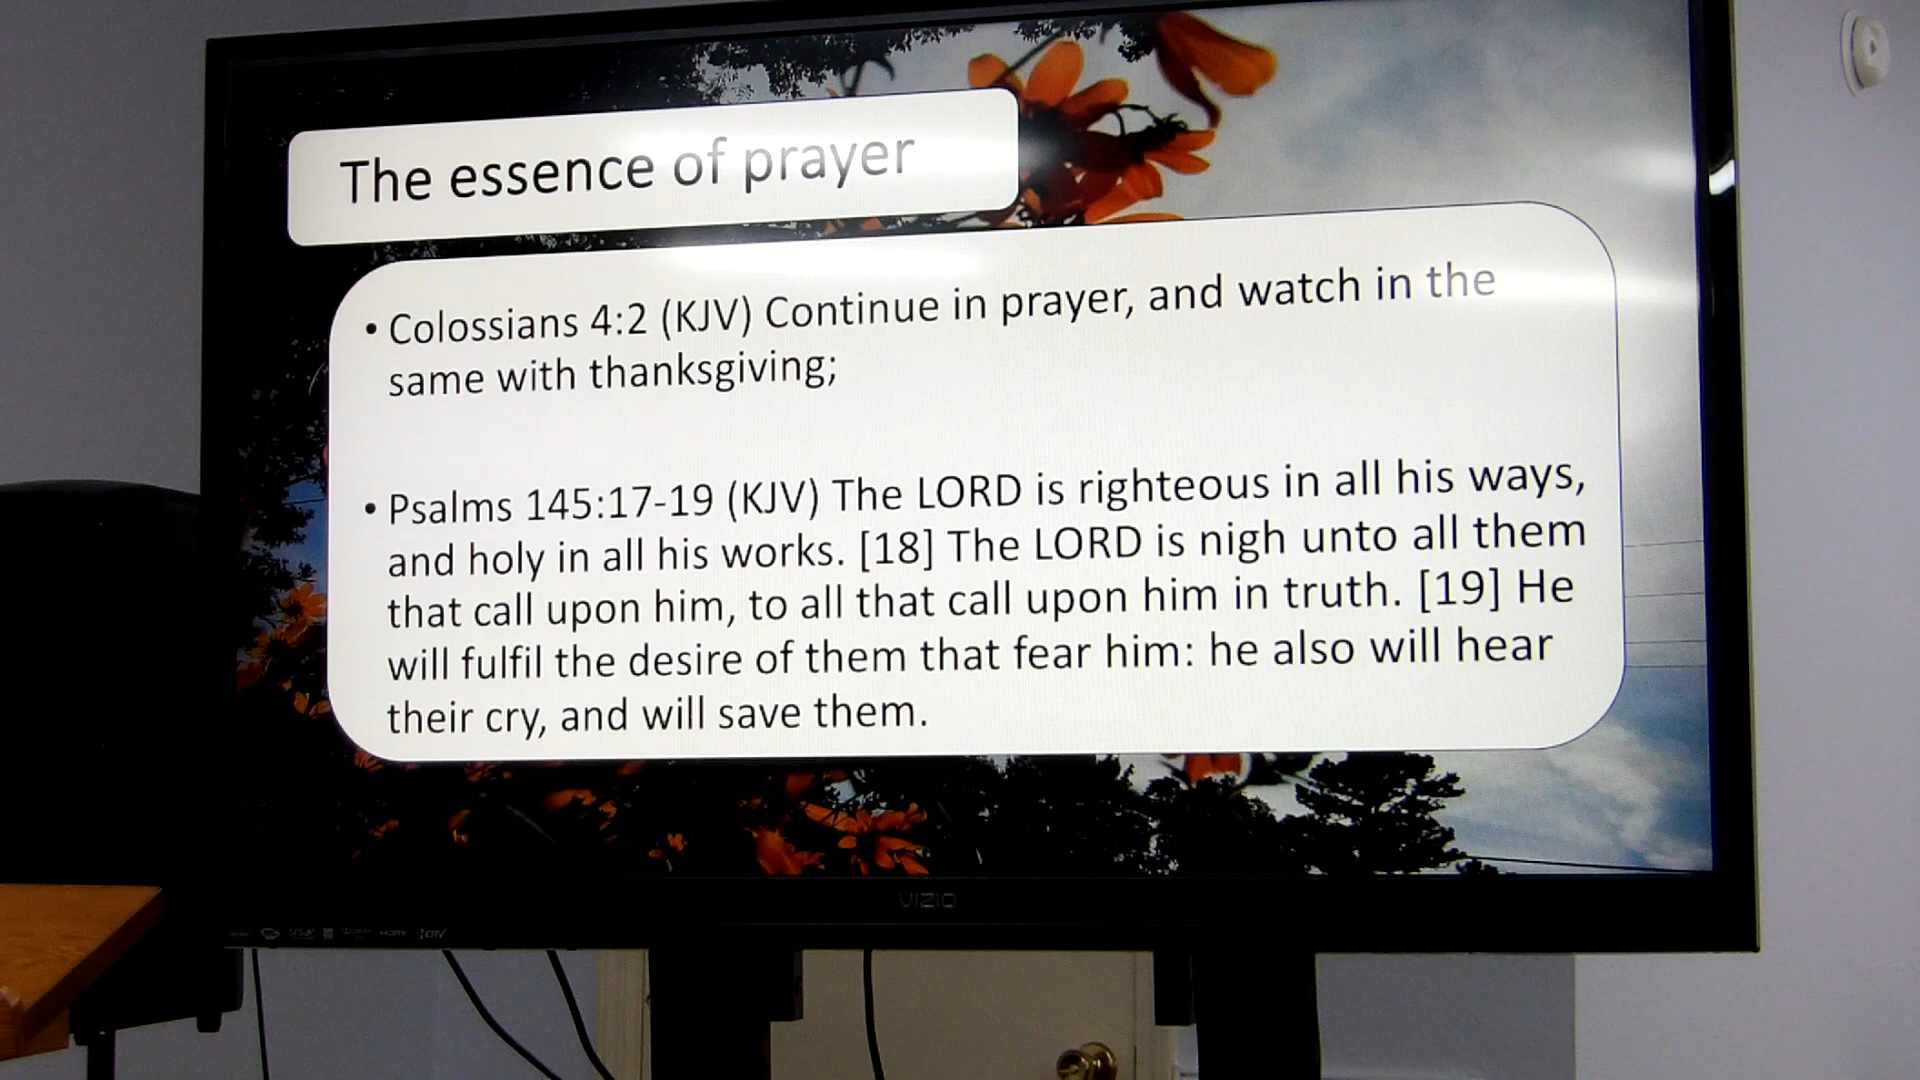 The essence of prayer
• Colossians 4:2 (KJV) Continue in prayer, and watch in the
same with thanksgiving;
• Psalms 145:17-19 (KJV) The LORD is righteous in all his ways,
and holy in all his works. [18] The LORD is nigh unto all them
that call upon him, to all that call upon him in truth. [19] He
will fulfil the desire of them that fear him: he also will hear
their cry, and will save them.
VIZIO